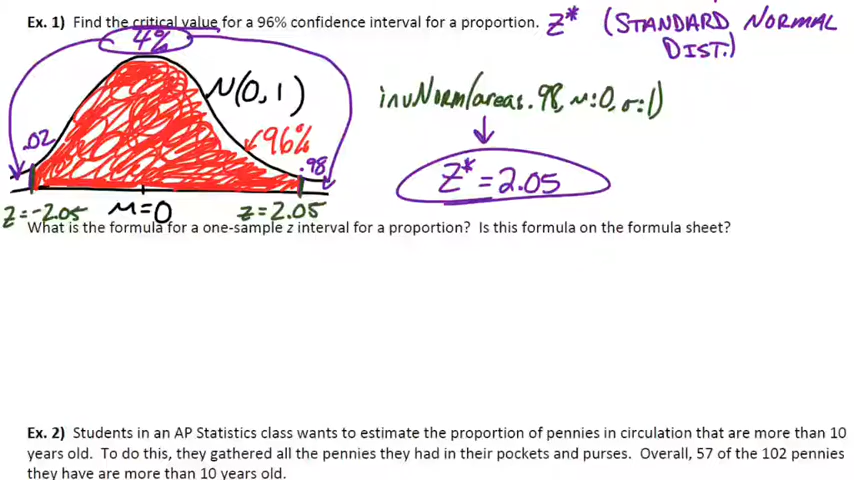 Ex. 1) Find the critical value for a 96% confidence interval for a proportion. Z* (STANDARD NORMAL
DIST.)
4%
N(0,1)
invNorm(area: .98, μ:0, σ:1)
.02
96%
.98
Z* = 2.05
z=-2.05 μ=0 z=2.05
What is the formula for a one-sample z interval for a proportion? Is this formula on the formula sheet?
Ex. 2) Students in an AP Statistics class wants to estimate the proportion of pennies in circulation that are more than 10
years old. To do this, they gathered all the pennies they had in their pockets and purses. Overall, 57 of the 102 pennies
they have are more than 10 years old.